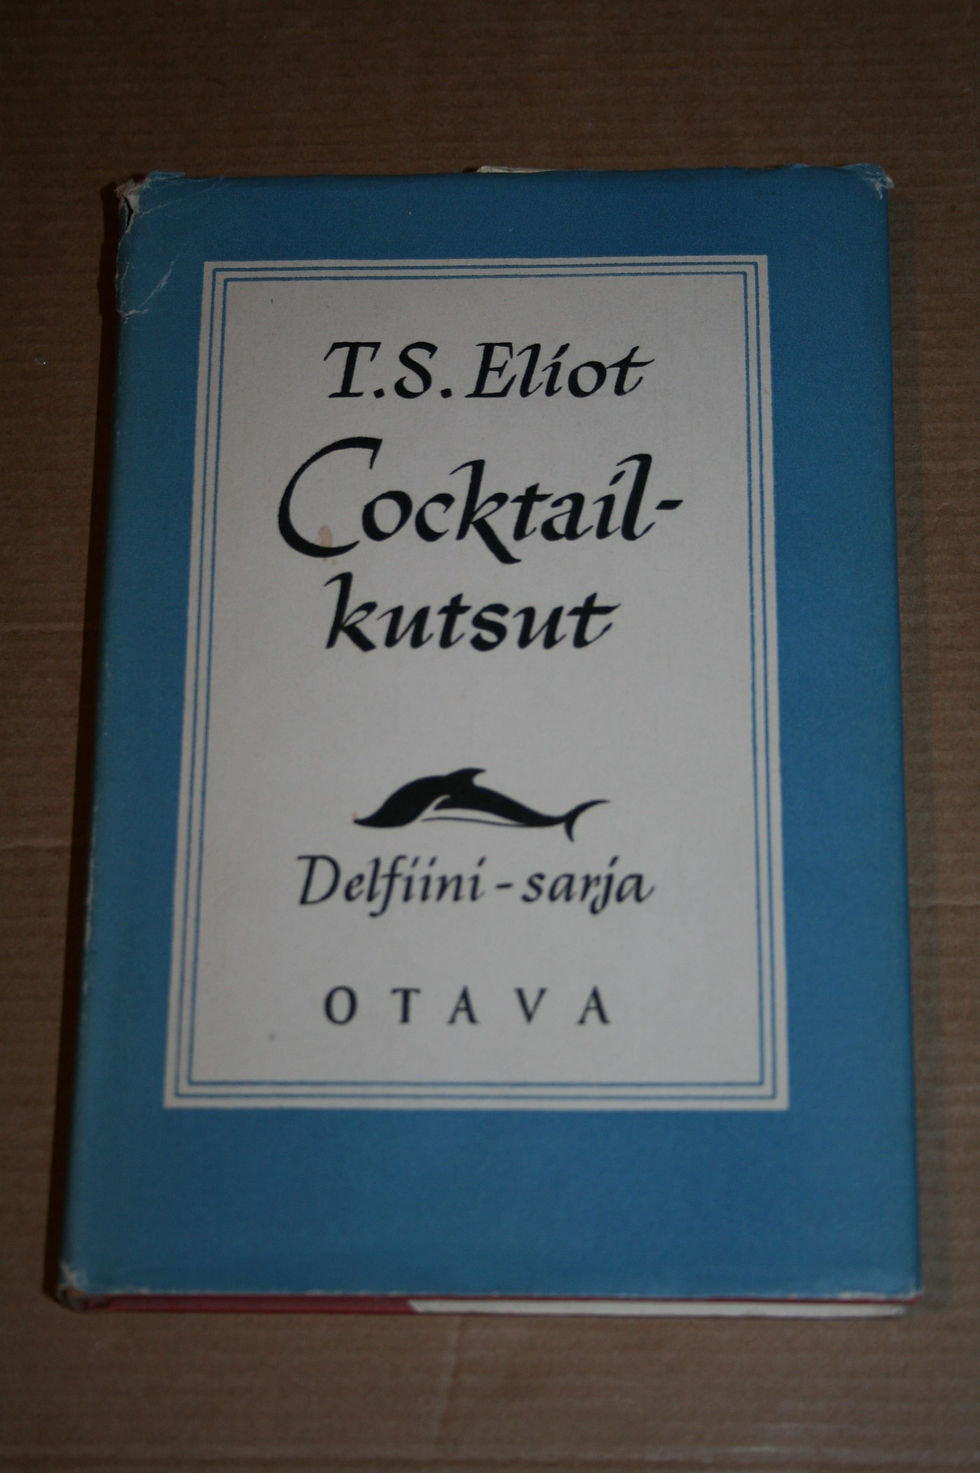 T.S. Eliot
Cocktail-
kutsut
Delfiini-sarja
OTAVA